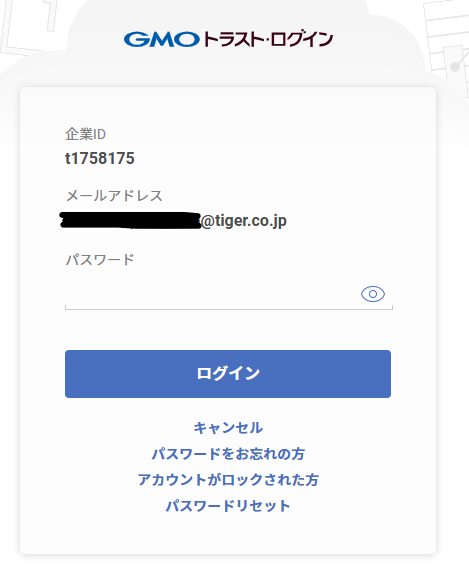 GMO トラスト・ログイン
企業ID
t1758175
メールアドレス
@tiger.co.jp
パスワード
ログイン
キャンセル
パスワードをお忘れの方
アカウントがロックされた方
パスワードリセット